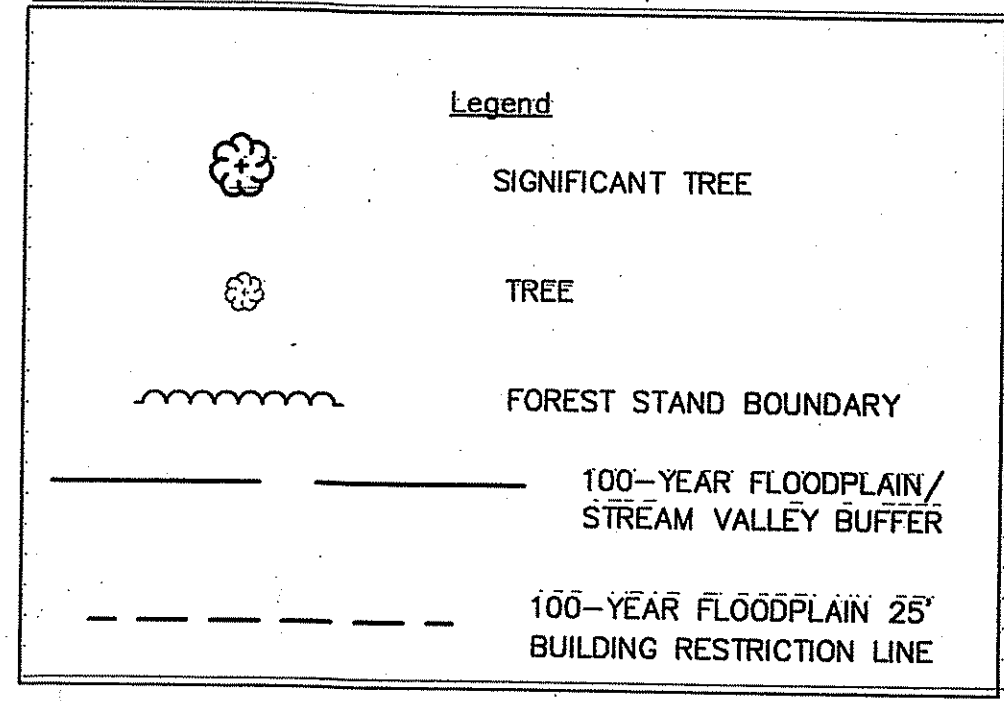 Legend
SIGNIFICANT TREE
TREE
FOREST STAND BOUNDARY
100-YEAR FLOODPLAIN/
STREAM VALLEY BUFFER
100-YEAR FLOODPLAIN 25'
BUILDING RESTRICTION LINE